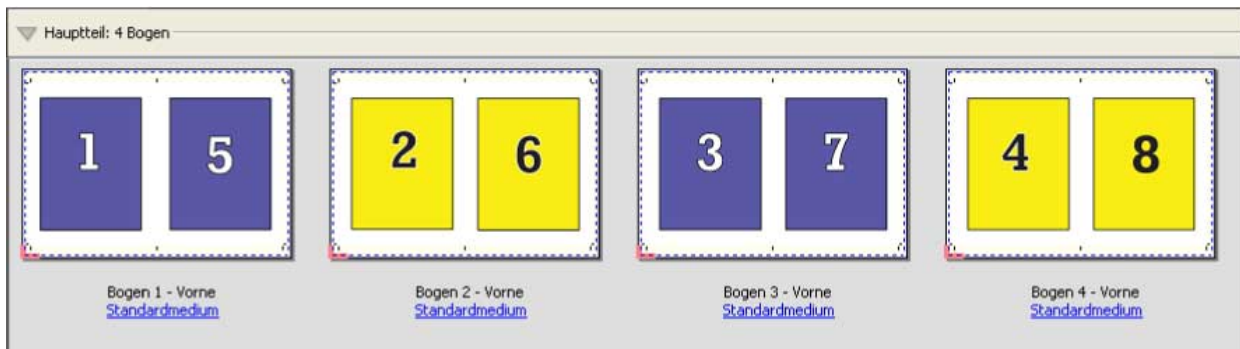 Hauptteil: 4 Bogen
1 5 2 6 3 7 4 8
Bogen 1 - Vorne Bogen 2 - Vorne Bogen 3 - Vorne Bogen 4 - Vorne
Standardmedium Standardmedium Standardmedium Standardmedium